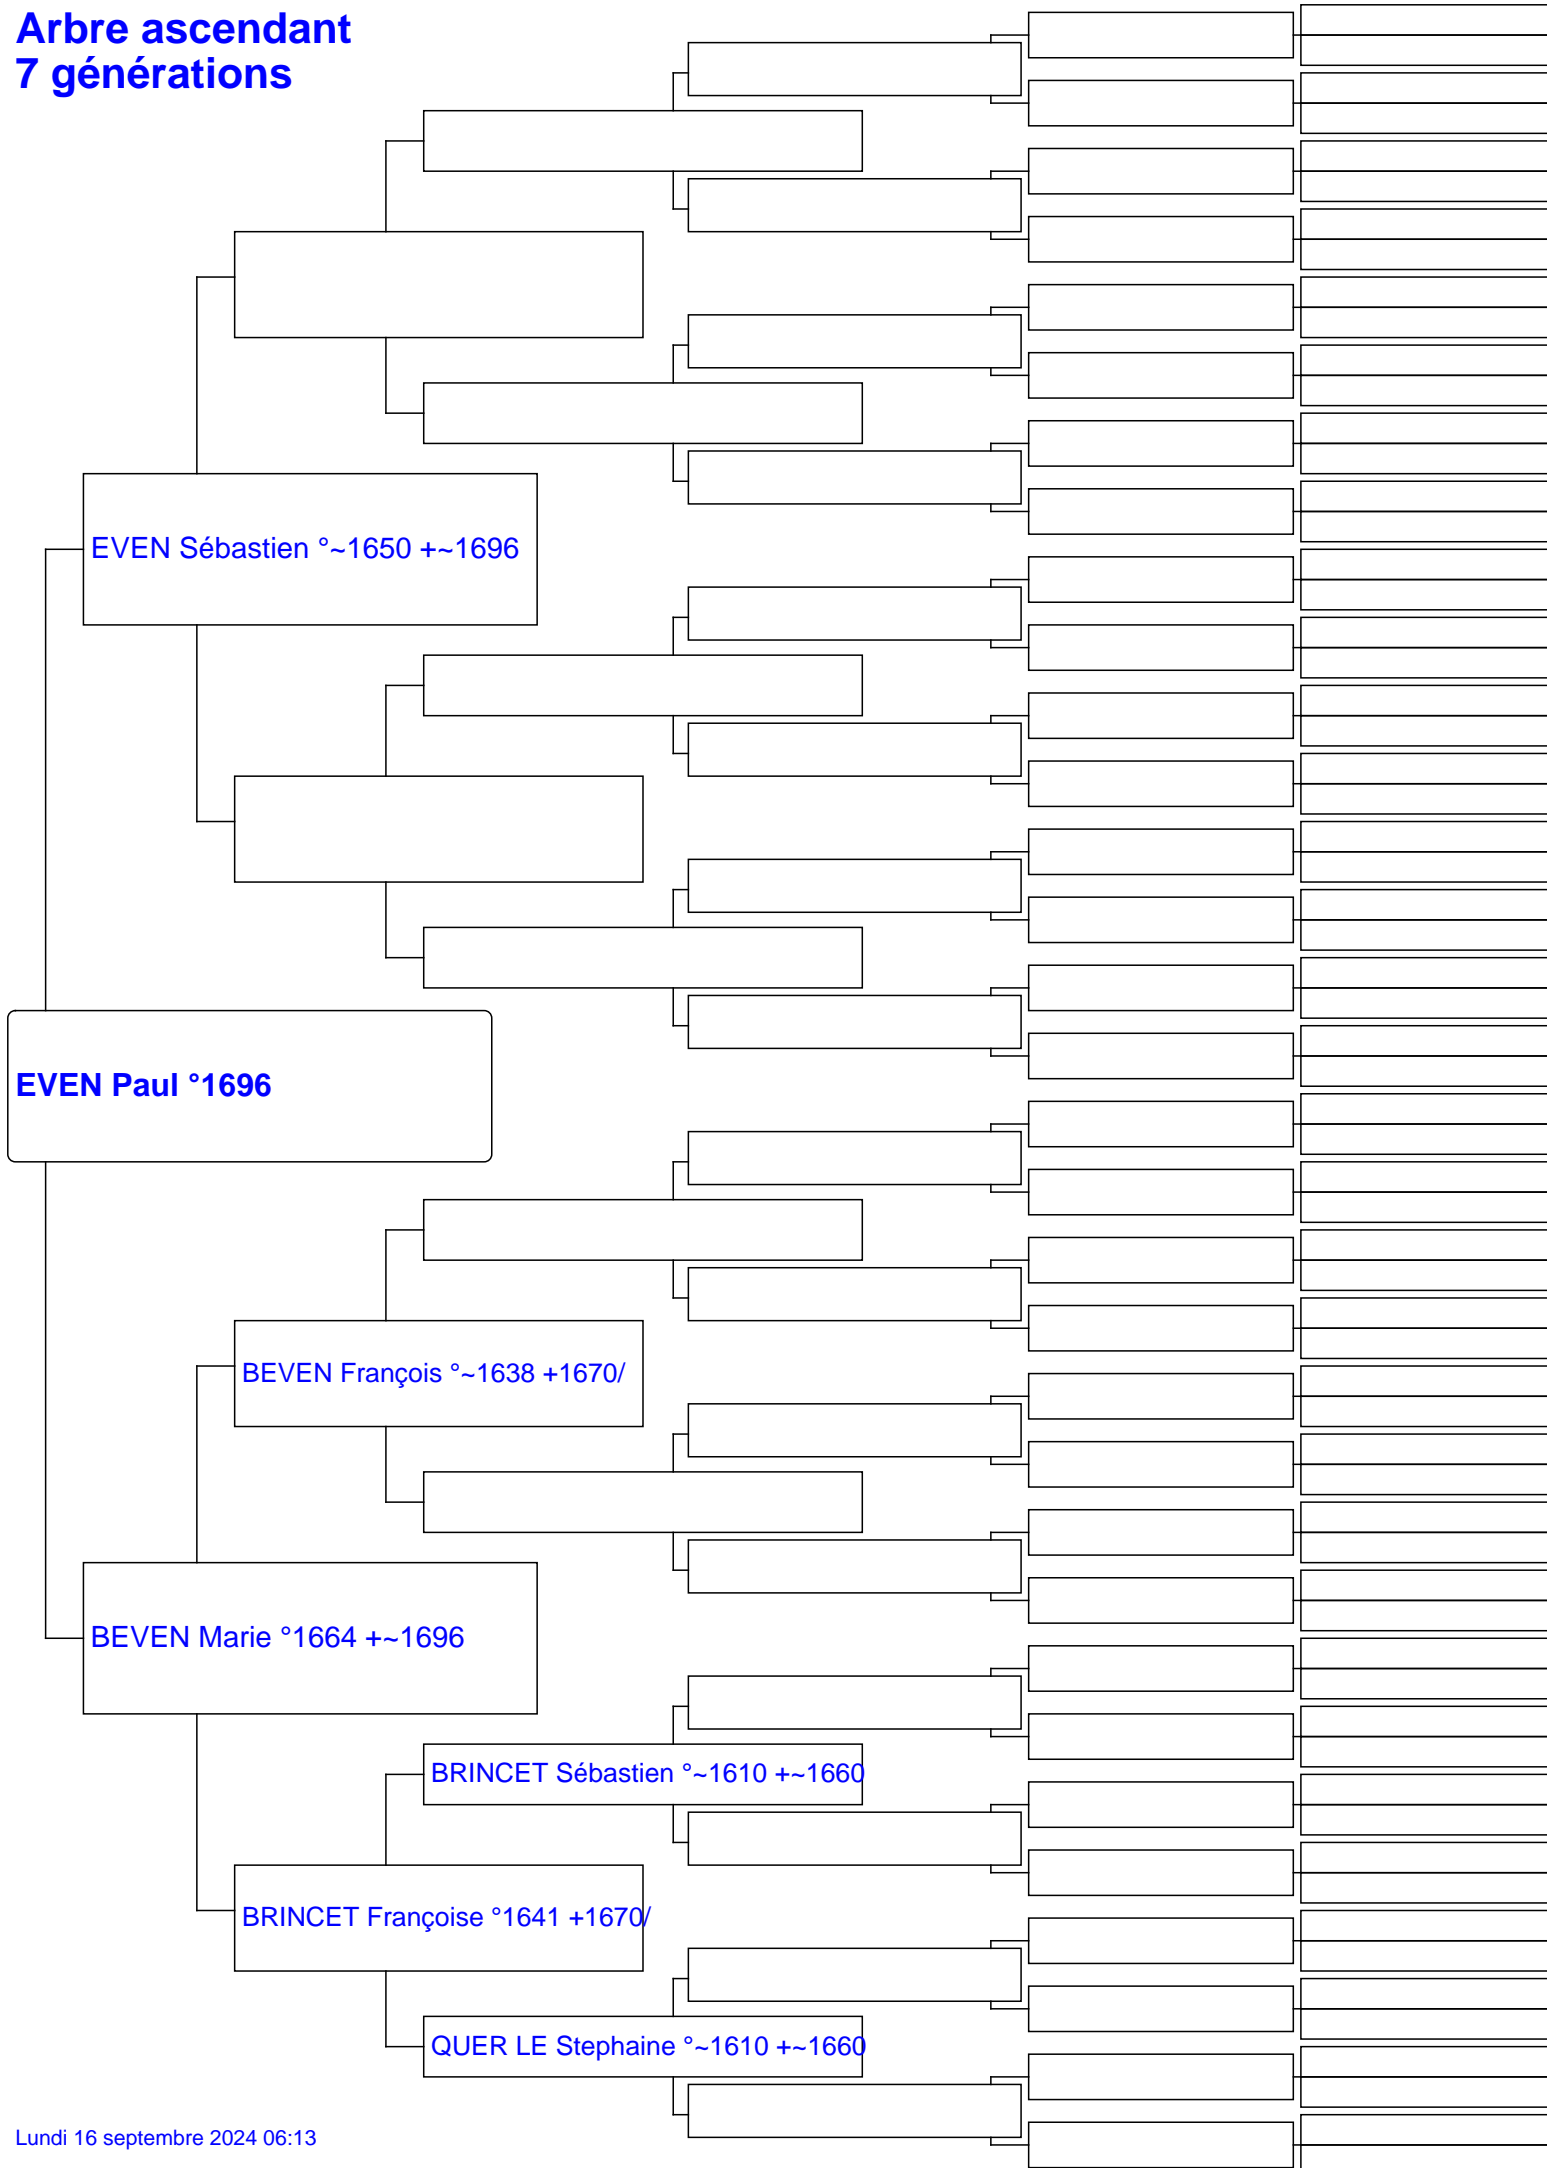 Arbre ascendant
7 générations
EVEN Sébastien °~1650 +~1696
EVEN Paul °1696
BEVEN François °~1638 +1670/
BEVEN Marie °1664 +~1696
BRINCET Sébastien °~1610 +~1660
BRINCET Françoise °1641 +1670/
QUER LE Stephaine °~1610 +~1660
Lundi 16 septembre 2024 06:13